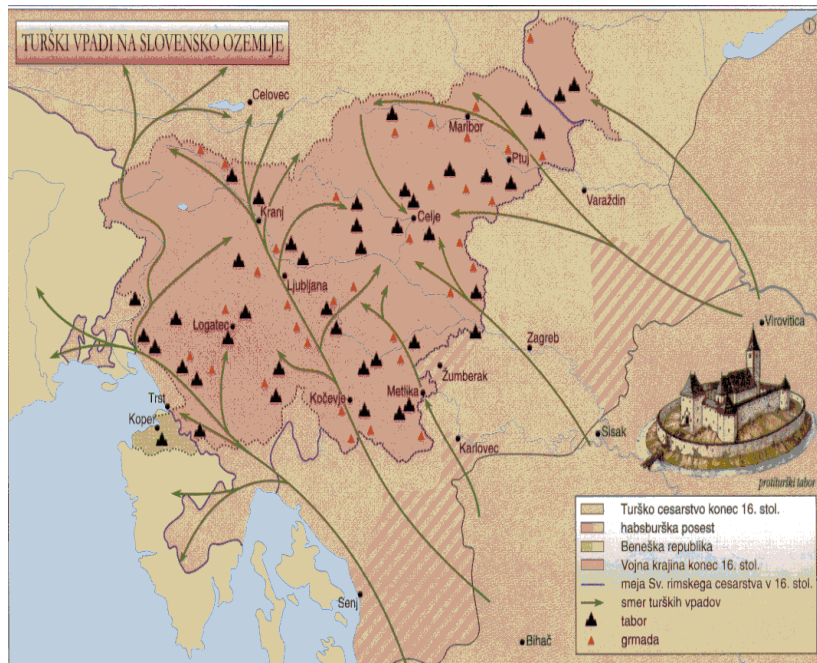 TURŠKI VPADI NA SLOVENSKO OZEMLJE
Celovec
Maribor
Ptuj
Varaždin
Kranj
Celje
Ljubljana
Logatec
Virovitica
Zagreb
Žumberak
Trst
Koper
Kočevje
Metlika
Karlovec
Sisak
protiturški tabor
Senj
Bihač
Turško cesarstvo konec 16. stol.
habsburška posest
Beneška republika
Vojna krajina konec 16. stol.
meja Sv. rimskega cesarstva v 16. stol.
smer turških vpadov
tabor
grmada